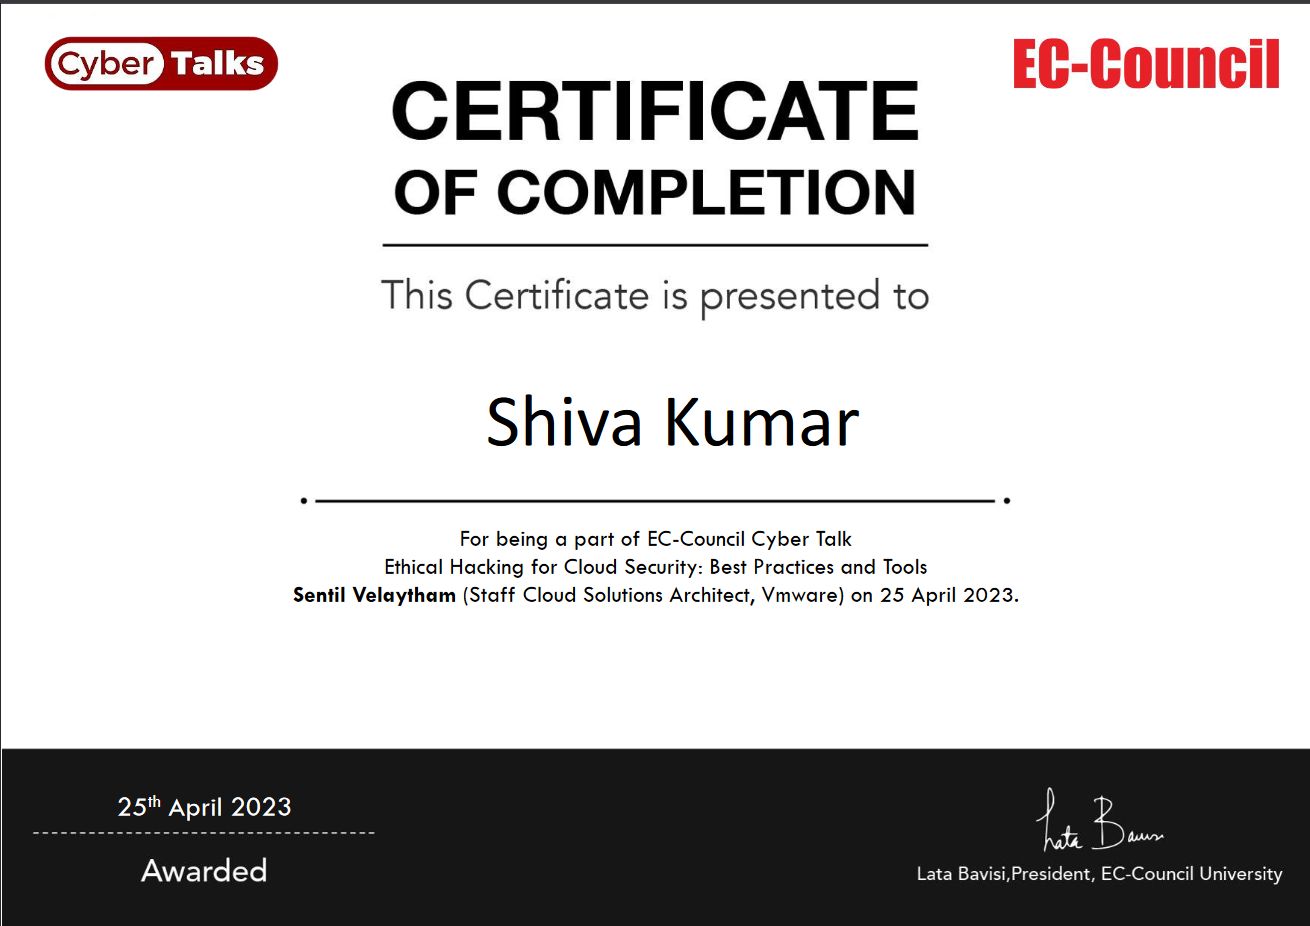 Cyber Talks
EC-Council
CERTIFICATE
OF COMPLETION
This Certificate is presented to
Shiva Kumar
For being a part of EC-Council Cyber Talk
Ethical Hacking for Cloud Security: Best Practices and Tools
Sentil Velaytham (Staff Cloud Solutions Architect, Vmware) on 25 April 2023.
25th April 2023
Awarded
Lata Bavisi
Lata Bavisi,President, EC-Council University